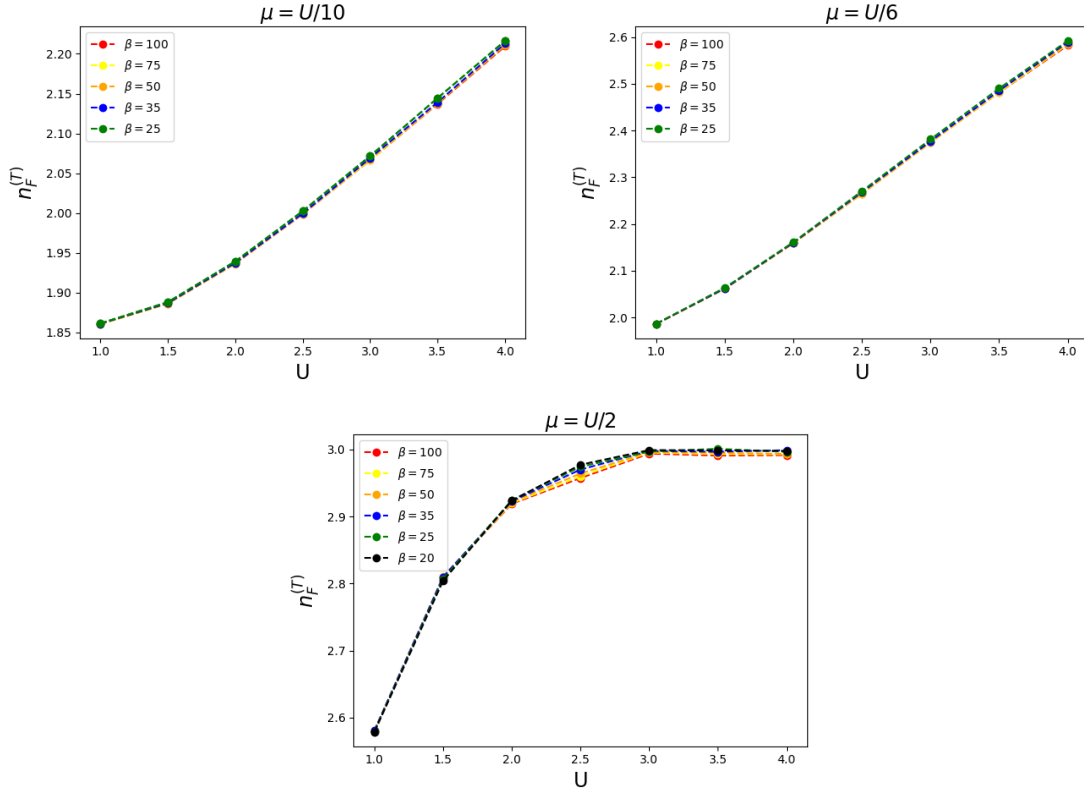 μ = U/10
β = 100
β = 75
β = 50
β = 35
β = 25
2.20
2.15
2.10
2.05
2.00
1.95
1.90
1.85
n_F^(T)
1.0 1.5 2.0 2.5 3.0 3.5 4.0
U
μ = U/6
β = 100
β = 75
β = 50
β = 35
β = 25
2.6
2.5
2.4
2.3
2.2
2.1
2.0
n_F^(T)
1.0 1.5 2.0 2.5 3.0 3.5 4.0
U
μ = U/2
β = 100
β = 75
β = 50
β = 35
β = 25
β = 20
3.0
2.9
2.8
2.7
2.6
n_F^(T)
1.0 1.5 2.0 2.5 3.0 3.5 4.0
U